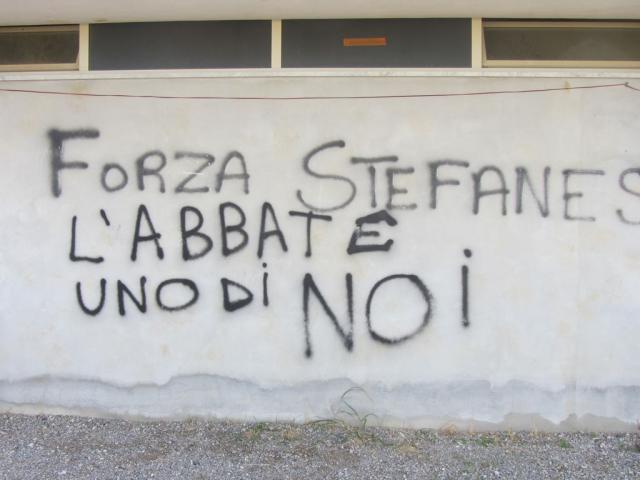 FORZA STEFANES
L'ABBATE
UNO DI NOI